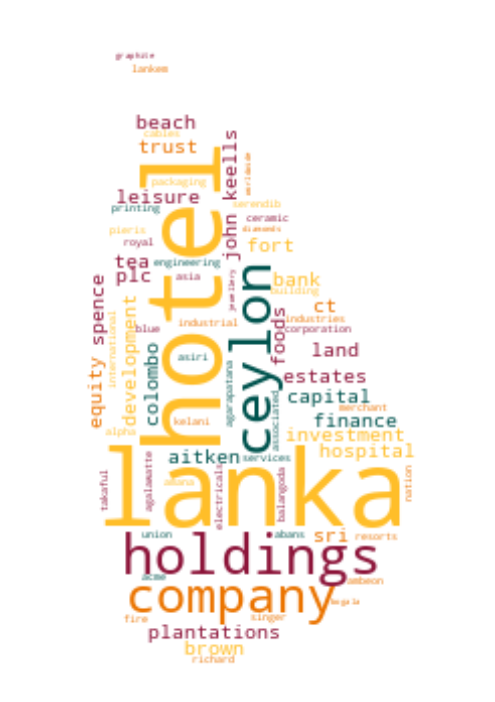 graphite
lankem
beach
cables
trust
john keells
worldwide
packaging
leisure
serendib
printing
hotel
ceramic
diamonds
pieris
royal
fort
tea
engineering
plc
asia
jewellery
bank
building
spence
international
development
ceylon
ct
blue
industrial
foods
industries
corporation
colombo
asiri
land
equity
agarapatana
estates
capital
merchant
kelani
associated
finance
alpha
investment
hospital
aitken
services
lanka
takaful
agalawatte
amana
electricals
balangoda
nation
union
abans
sri
resorts
holdings
acme
ambeon
company
bogala
fire
singer
plantations
brown
richard